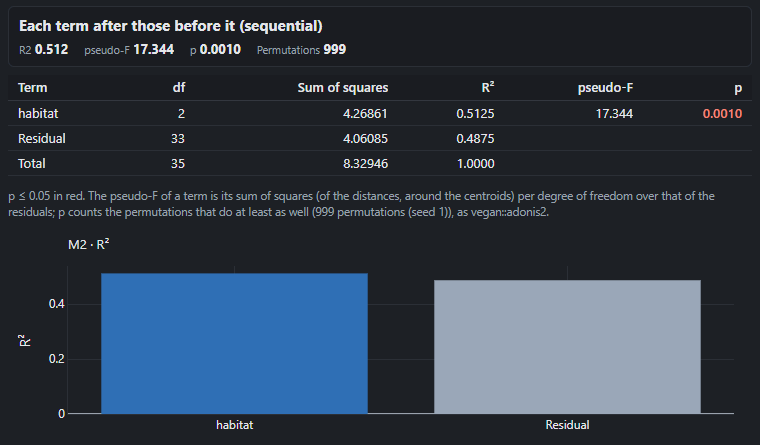 Each term after those before it (sequential)
R2 0.512 pseudo-F 17.344 p 0.0010 Permutations 999
Term df Sum of squares R² pseudo-F p
habitat 2 4.26861 0.5125 17.344 0.0010
Residual 33 4.06085 0.4875
Total 35 8.32946 1.0000
p ≤ 0.05 in red. The pseudo-F of a term is its sum of squares (of the distances, around the centroids) per degree of freedom over that of the
residuals; p counts the permutations that do at least as well (999 permutations (seed 1)), as vegan::adonis2.
M2 · R²
0.4
0.2
0
R²
habitat Residual